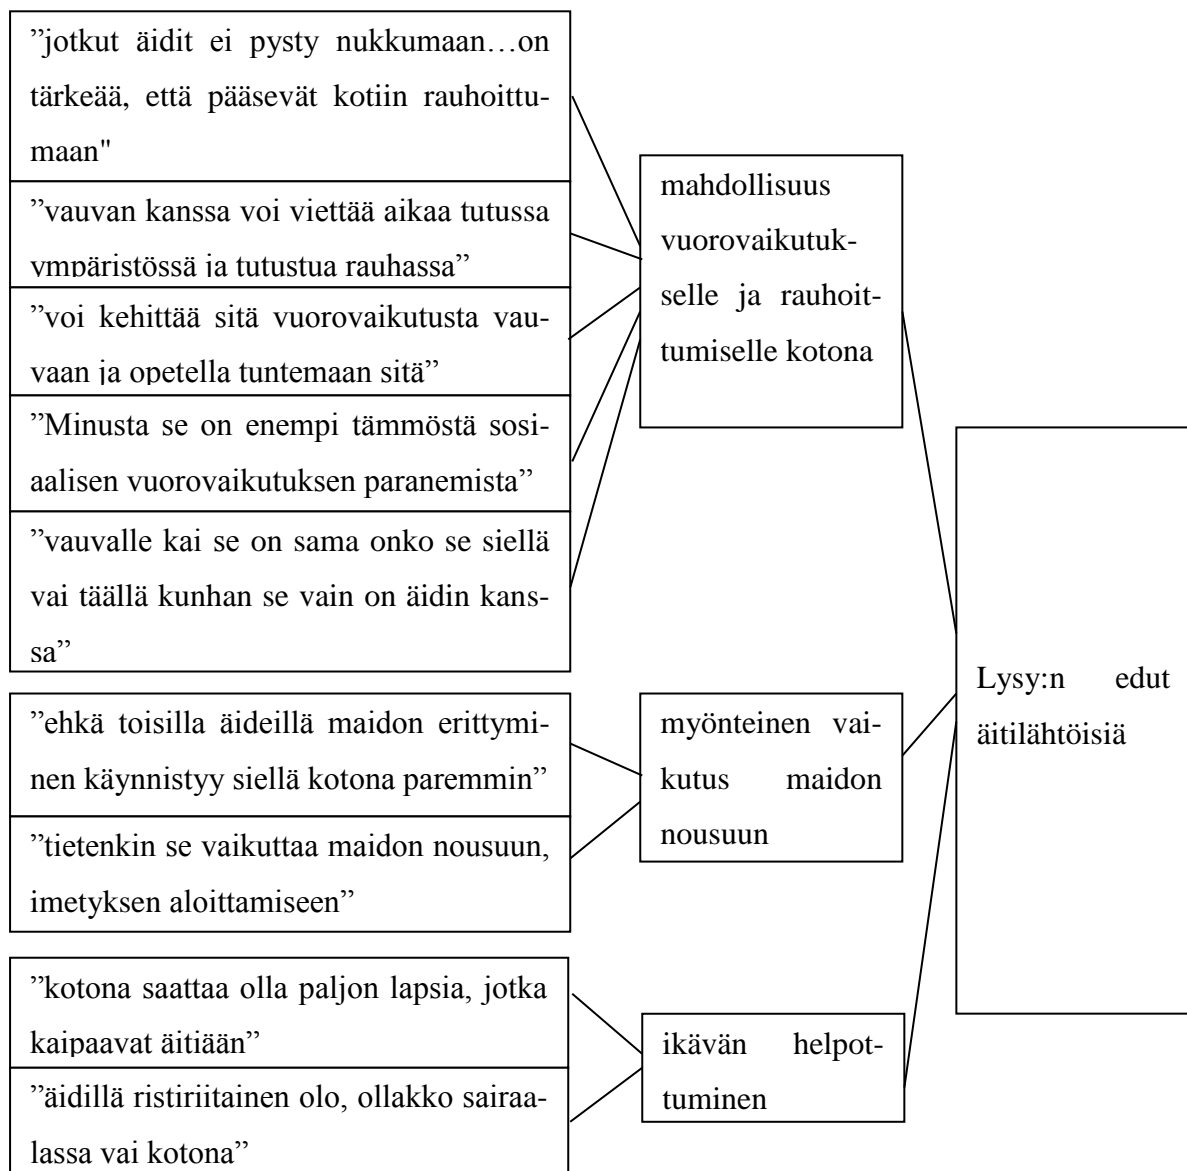 ”jotkut äidit ei pysty nukkumaan…on
tärkeää, että pääsevät kotiin rauhoittu-
maan"
”vauvan kanssa voi viettää aikaa tutussa
ympäristössä ja tutustua rauhassa”
”voi kehittää sitä vuorovaikutusta vau-
vaan ja opetella tuntemaan sitä”
”Minusta se on enempi tämmöstä sosi-
aalisen vuorovaikutuksen paranemista”
”vauvalle kai se on sama onko se siellä
vai täällä kunhan se vain on äidin kans-
sa”
mahdollisuus
vuorovaikutuk-
selle ja rauhoit-
tumiselle kotona
”ehkä toisilla äideillä maidon erittymi-
nen käynnistyy siellä kotona paremmin”
”tietenkin se vaikuttaa maidon nousuun,
imetyksen aloittamiseen”
myönteinen vai-
kutus maidon
nousuun
”kotona saattaa olla paljon lapsia, jotka
kaipaavat äitiään”
”äidillä ristiriitainen olo, ollakko sairaa-
lassa vai kotona”
ikävän helpot-
tuminen
Lysy:n edut
äitilähtöisiä